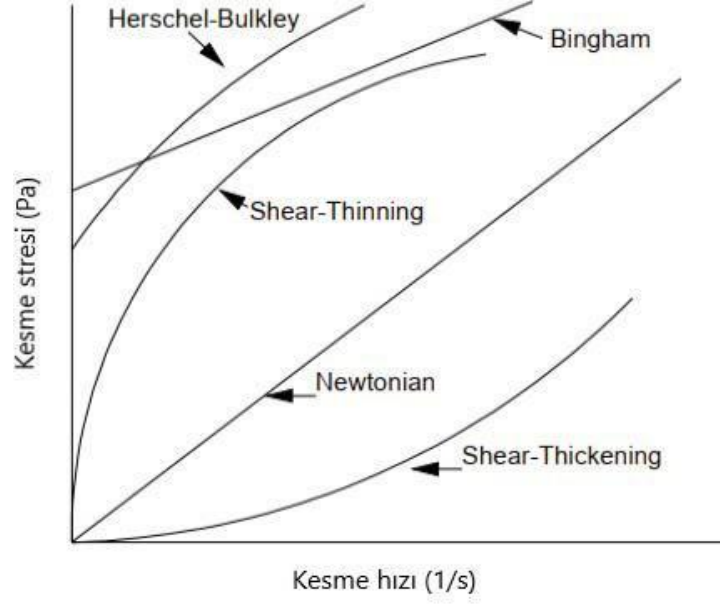 Herschel-Bulkley
Bingham
Shear-Thinning
Newtonian
Shear-Thickening
Kesme stresi (Pa)
Kesme hızı (1/s)